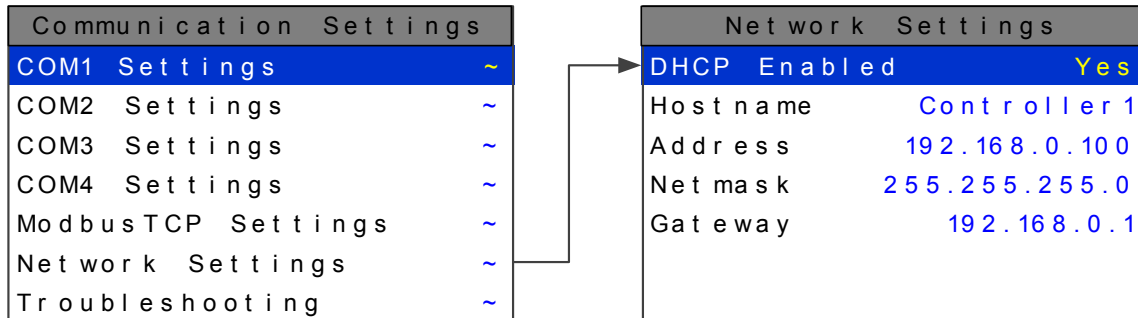 Communication Settings
COM1 Settings ~
COM2 Settings ~
COM3 Settings ~
COM4 Settings ~
ModbusTCP Settings ~
Network Settings ~
Troubleshooting ~
Network Settings
DHCP Enabled Yes
Hostname Controller1
Address 192.168.0.100
Netmask 255.255.255.0
Gateway 192.168.0.1